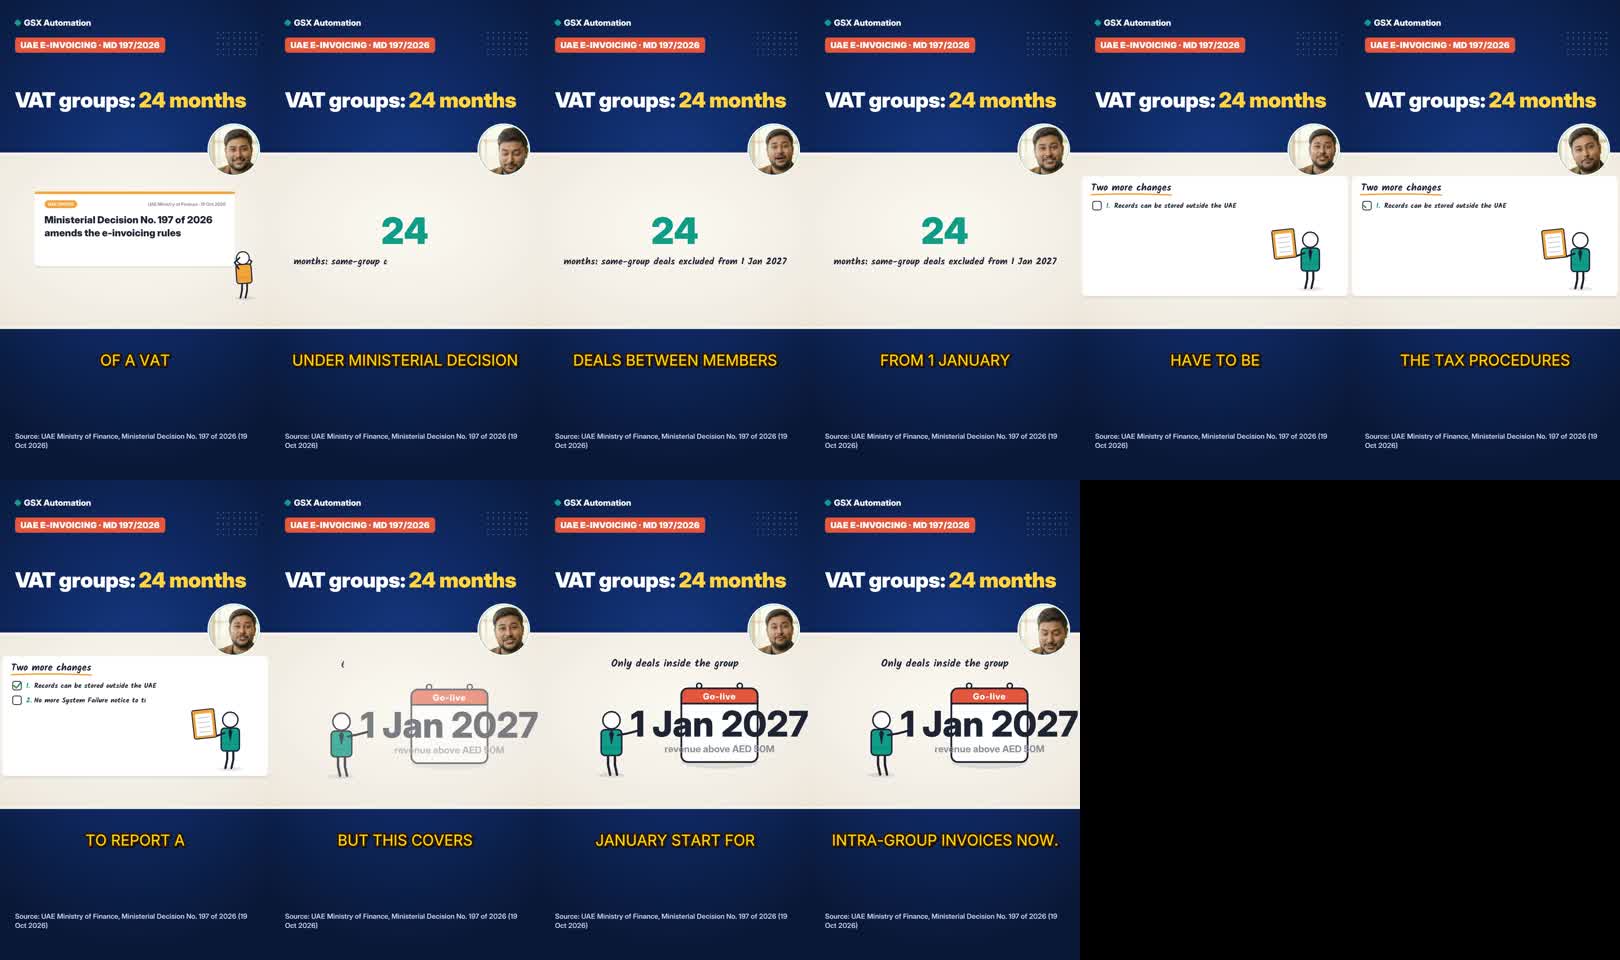 GSX Automation
UAE E-INVOICING · MD 197/2026
VAT groups: 24 months
UAE Ministry of Finance · 19 Oct 2026
Ministerial Decision No. 197 of 2026
amends the e-invoicing rules
OF A VAT
Source: UAE Ministry of Finance, Ministerial Decision No. 197 of 2026 (19
Oct 2026)
GSX Automation
UAE E-INVOICING · MD 197/2026
VAT groups: 24 months
24
months: same-group
UNDER MINISTERIAL DECISION
Source: UAE Ministry of Finance, Ministerial Decision No. 197 of 2026 (19
Oct 2026)
GSX Automation
UAE E-INVOICING · MD 197/2026
VAT groups: 24 months
24
months: same-group deals excluded from 1 Jan 2027
DEALS BETWEEN MEMBERS
Source: UAE Ministry of Finance, Ministerial Decision No. 197 of 2026 (19
Oct 2026)
GSX Automation
UAE E-INVOICING · MD 197/2026
VAT groups: 24 months
24
months: same-group deals excluded from 1 Jan 2027
FROM 1 JANUARY
Source: UAE Ministry of Finance, Ministerial Decision No. 197 of 2026 (19
Oct 2026)
GSX Automation
UAE E-INVOICING · MD 197/2026
VAT groups: 24 months
Two more changes
1. Records can be stored outside the UAE
HAVE TO BE
Source: UAE Ministry of Finance, Ministerial Decision No. 197 of 2026 (19
Oct 2026)
GSX Automation
UAE E-INVOICING · MD 197/2026
VAT groups: 24 months
Two more changes
1. Records can be stored outside the UAE
THE TAX PROCEDURES
Source: UAE Ministry of Finance, Ministerial Decision No. 197 of 2026 (19
Oct 2026)
GSX Automation
UAE E-INVOICING · MD 197/2026
VAT groups: 24 months
Two more changes
1. Records can be stored outside the UAE
2. No more System Failure notice to
TO REPORT A
Source: UAE Ministry of Finance, Ministerial Decision No. 197 of 2026 (19
Oct 2026)
GSX Automation
UAE E-INVOICING · MD 197/2026
VAT groups: 24 months
Go-live
1 Jan 2027
revenue above AED 50M
BUT THIS COVERS
Source: UAE Ministry of Finance, Ministerial Decision No. 197 of 2026 (19
Oct 2026)
GSX Automation
UAE E-INVOICING · MD 197/2026
VAT groups: 24 months
Only deals inside the group
Go-live
1 Jan 2027
revenue above AED 50M
JANUARY START FOR
Source: UAE Ministry of Finance, Ministerial Decision No. 197 of 2026 (19
Oct 2026)
GSX Automation
UAE E-INVOICING · MD 197/2026
VAT groups: 24 months
Only deals inside the group
Go-live
1 Jan 2027
revenue above AED 50M
INTRA-GROUP INVOICES NOW.
Source: UAE Ministry of Finance, Ministerial Decision No. 197 of 2026 (19
Oct 2026)